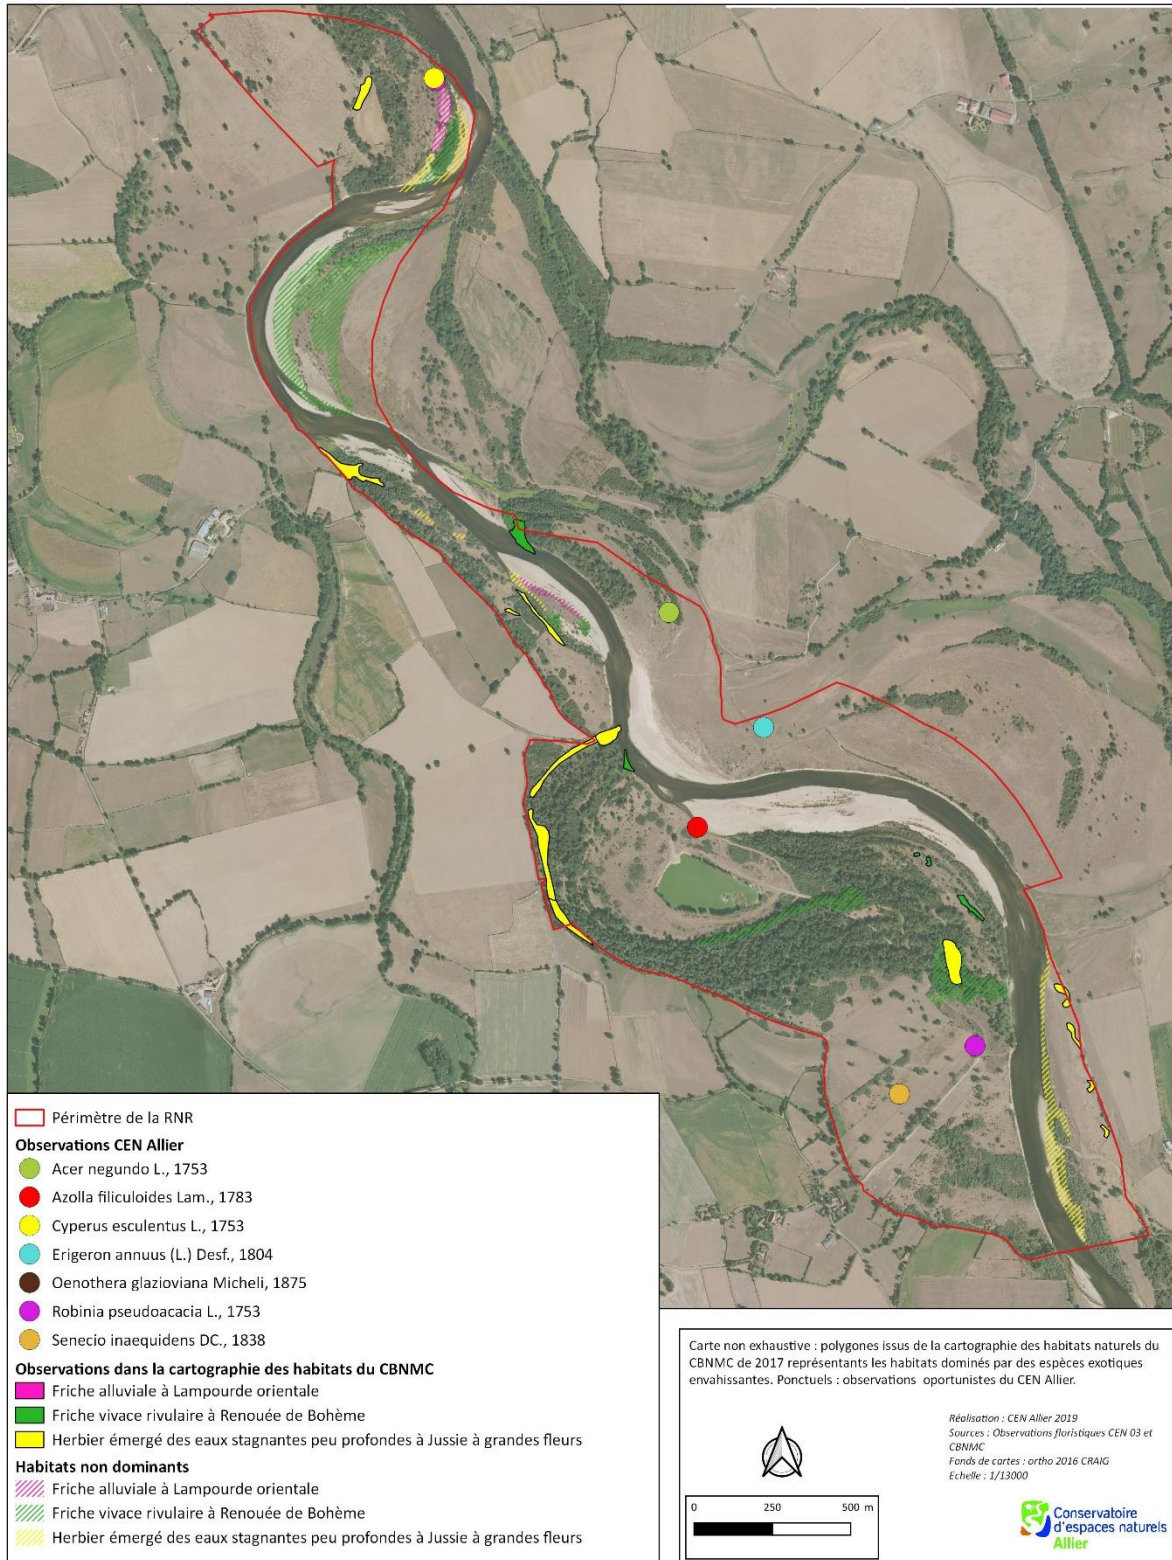 Périmètre de la RNR
Observations CEN Allier
Acer negundo L., 1753
Azolla filiculoides Lam., 1783
Cyperus esculentus L., 1753
Erigeron annuus (L.) Desf., 1804
Oenothera glazioviana Micheli, 1875
Robinia pseudoacacia L., 1753
Senecio inaequidens DC., 1838
Observations dans la cartographie des habitats du CBNMC
Friche alluviale à Lampourde orientale
Friche vivace rivulaire à Renouée de Bohème
Herbier émergé des eaux stagnantes peu profondes à Jussie à grandes fleurs
Habitats non dominants
Friche alluviale à Lampourde orientale
Friche vivace rivulaire à Renouée de Bohème
Herbier émergé des eaux stagnantes peu profondes à Jussie à grandes fleurs
Carte non exhaustive : polygones issus de la cartographie des habitats naturels du
CBNMC de 2017 représentants les habitats dominés par des espèces exotiques
envahissantes. Ponctuels : observations opportunistes du CEN Allier.
Réalisation : CEN Allier 2019
Sources : Observations floristiques CEN 03 et
CBNMC
Fonds de cartes : ortho 2016 CRAIG
Echelle : 1/13000
0 250 500 m
Conservatoire
d'espaces naturels
Allier